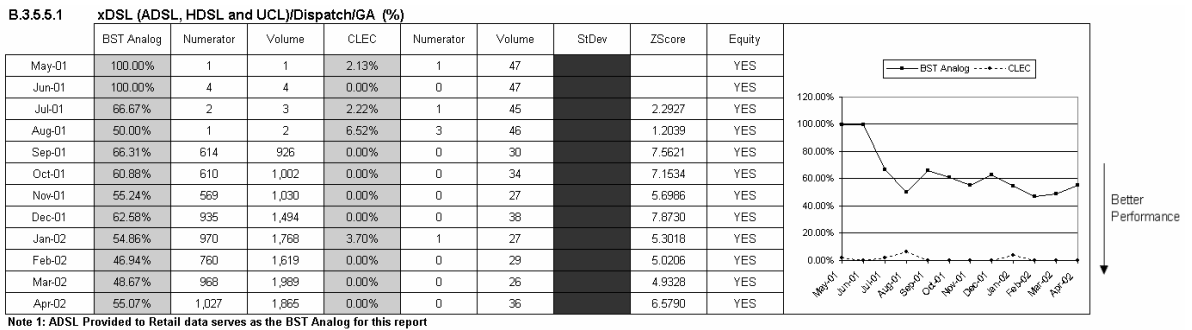 B.3.5.5.1 xDSL (ADSL, HDSL and UCL)/Dispatch/GA (%)
BST Analog Numerator Volume CLEC Numerator Volume StDev ZScore Equity
May-01 100.00% 1 1 2.13% 1 47 YES
Jun-01 100.00% 4 4 0.00% 0 47 YES
Jul-01 66.67% 2 3 2.22% 1 45 2.2927 YES
Aug-01 50.00% 1 2 6.52% 3 46 1.2039 YES
Sep-01 66.31% 614 926 0.00% 0 30 7.5621 YES
Oct-01 60.88% 610 1,002 0.00% 0 34 7.1534 YES
Nov-01 55.24% 569 1,030 0.00% 0 27 5.6986 YES
Dec-01 62.58% 935 1,494 0.00% 0 38 7.8730 YES
Jan-02 54.86% 970 1,768 3.70% 1 27 5.3018 YES
Feb-02 46.94% 760 1,619 0.00% 0 29 5.0206 YES
Mar-02 48.67% 968 1,989 0.00% 0 26 4.9328 YES
Apr-02 55.07% 1,027 1,865 0.00% 0 36 6.5790 YES
Note 1: ADSL Provided to Retail data serves as the BST Analog for this report
BST Analog CLEC
120.00%
100.00%
80.00%
60.00%
40.00%
20.00%
0.00%
May-01 Jun-01 Jul-01 Aug-01 Sep-01 Oct-01 Nov-01 Dec-01 Jan-02 Feb-02 Mar-02 Apr-02
Better
Performance